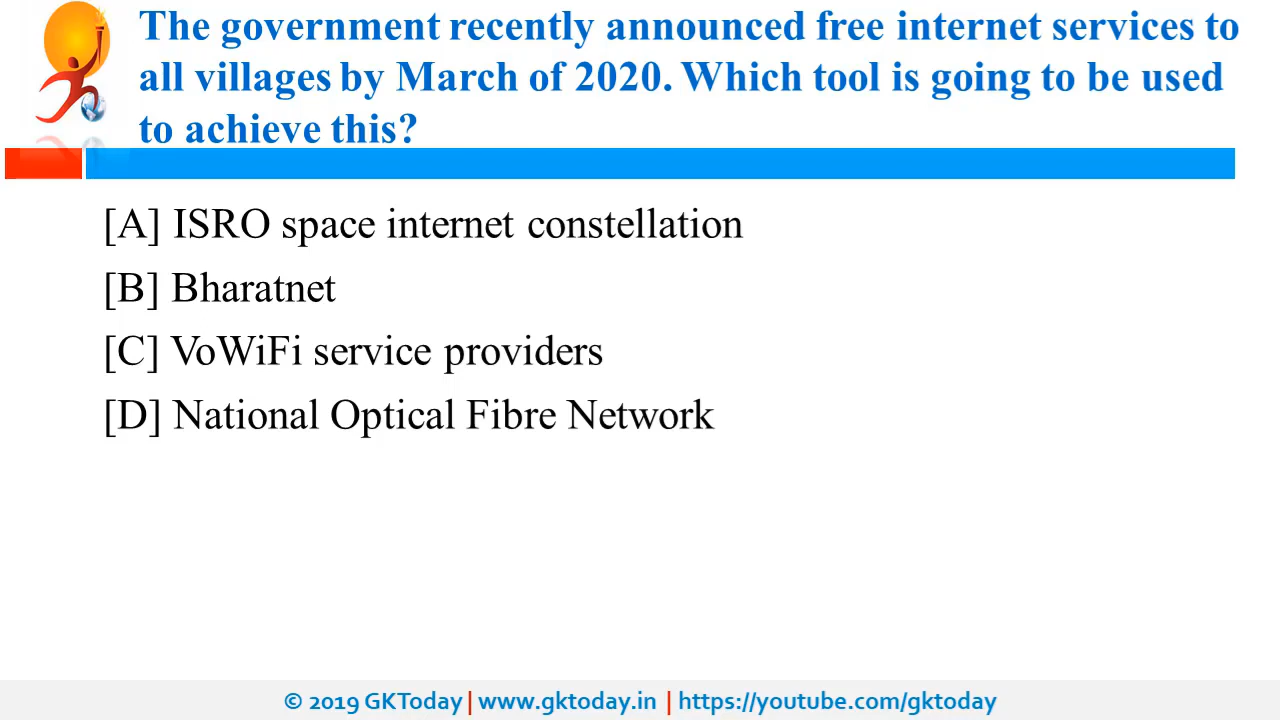 The government recently announced free internet services to
all villages by March of 2020. Which tool is going to be used
to achieve this?
[A] ISRO space internet constellation
[B] Bharatnet
[C] VoWiFi service providers
[D] National Optical Fibre Network
© 2019 GKToday | www.gktoday.in | https://youtube.com/gktoday